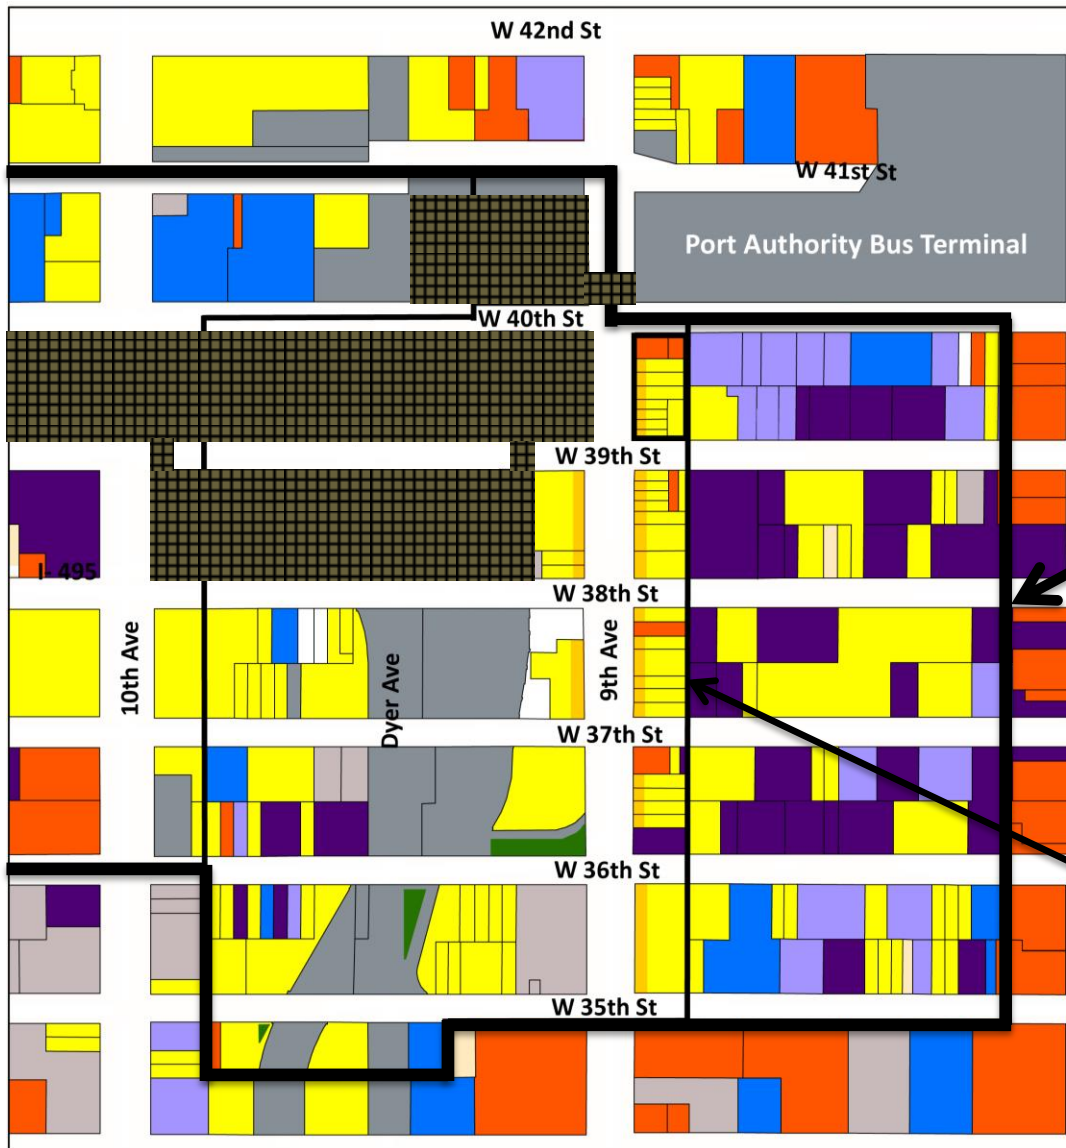 W 42nd St
W 41st St
Port Authority Bus Terminal
W 40th St
W 39th St
I- 495
W 38th St
10th Ave
9th Ave
Dyer Ave
W 37th St
W 36th St
W 35th St